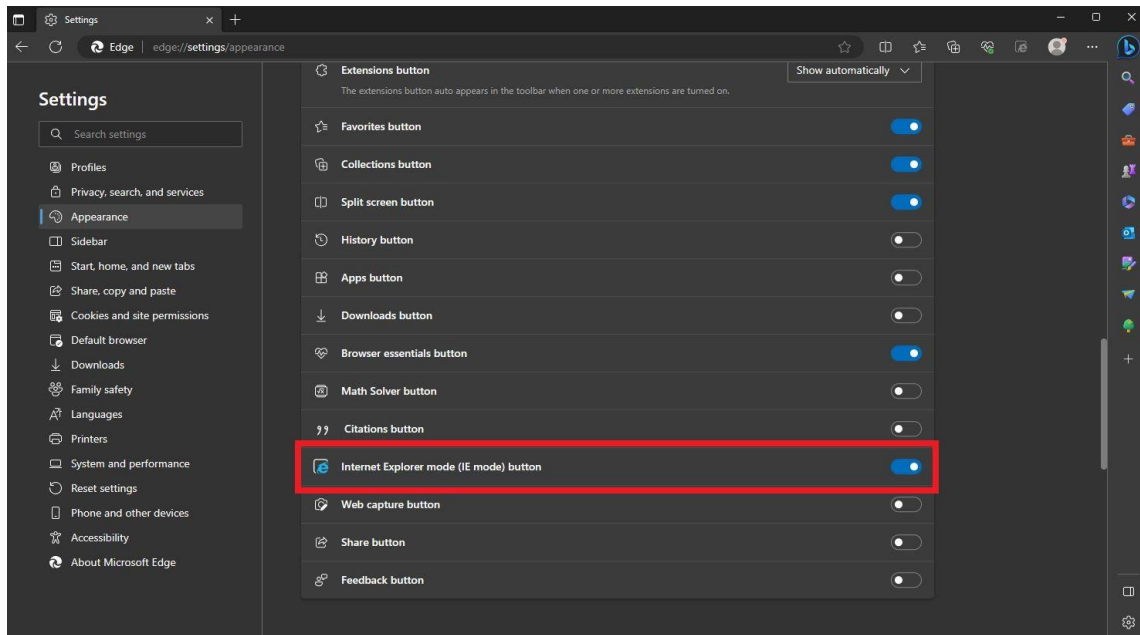 Settings
Edge
edge://settings/appearance
Settings
Search settings
Profiles
Privacy, search, and services
Appearance
Sidebar
Start, home, and new tabs
Share, copy and paste
Cookies and site permissions
Default browser
Downloads
Family safety
Languages
Printers
System and performance
Reset settings
Phone and other devices
Accessibility
About Microsoft Edge
Extensions button
Show automatically
The extensions button auto appears in the toolbar when one or more extensions are turned on.
Favorites button
Collections button
Split screen button
History button
Apps button
Downloads button
Browser essentials button
Math Solver button
Citations button
Internet Explorer mode (IE mode) button
Web capture button
Share button
Feedback button